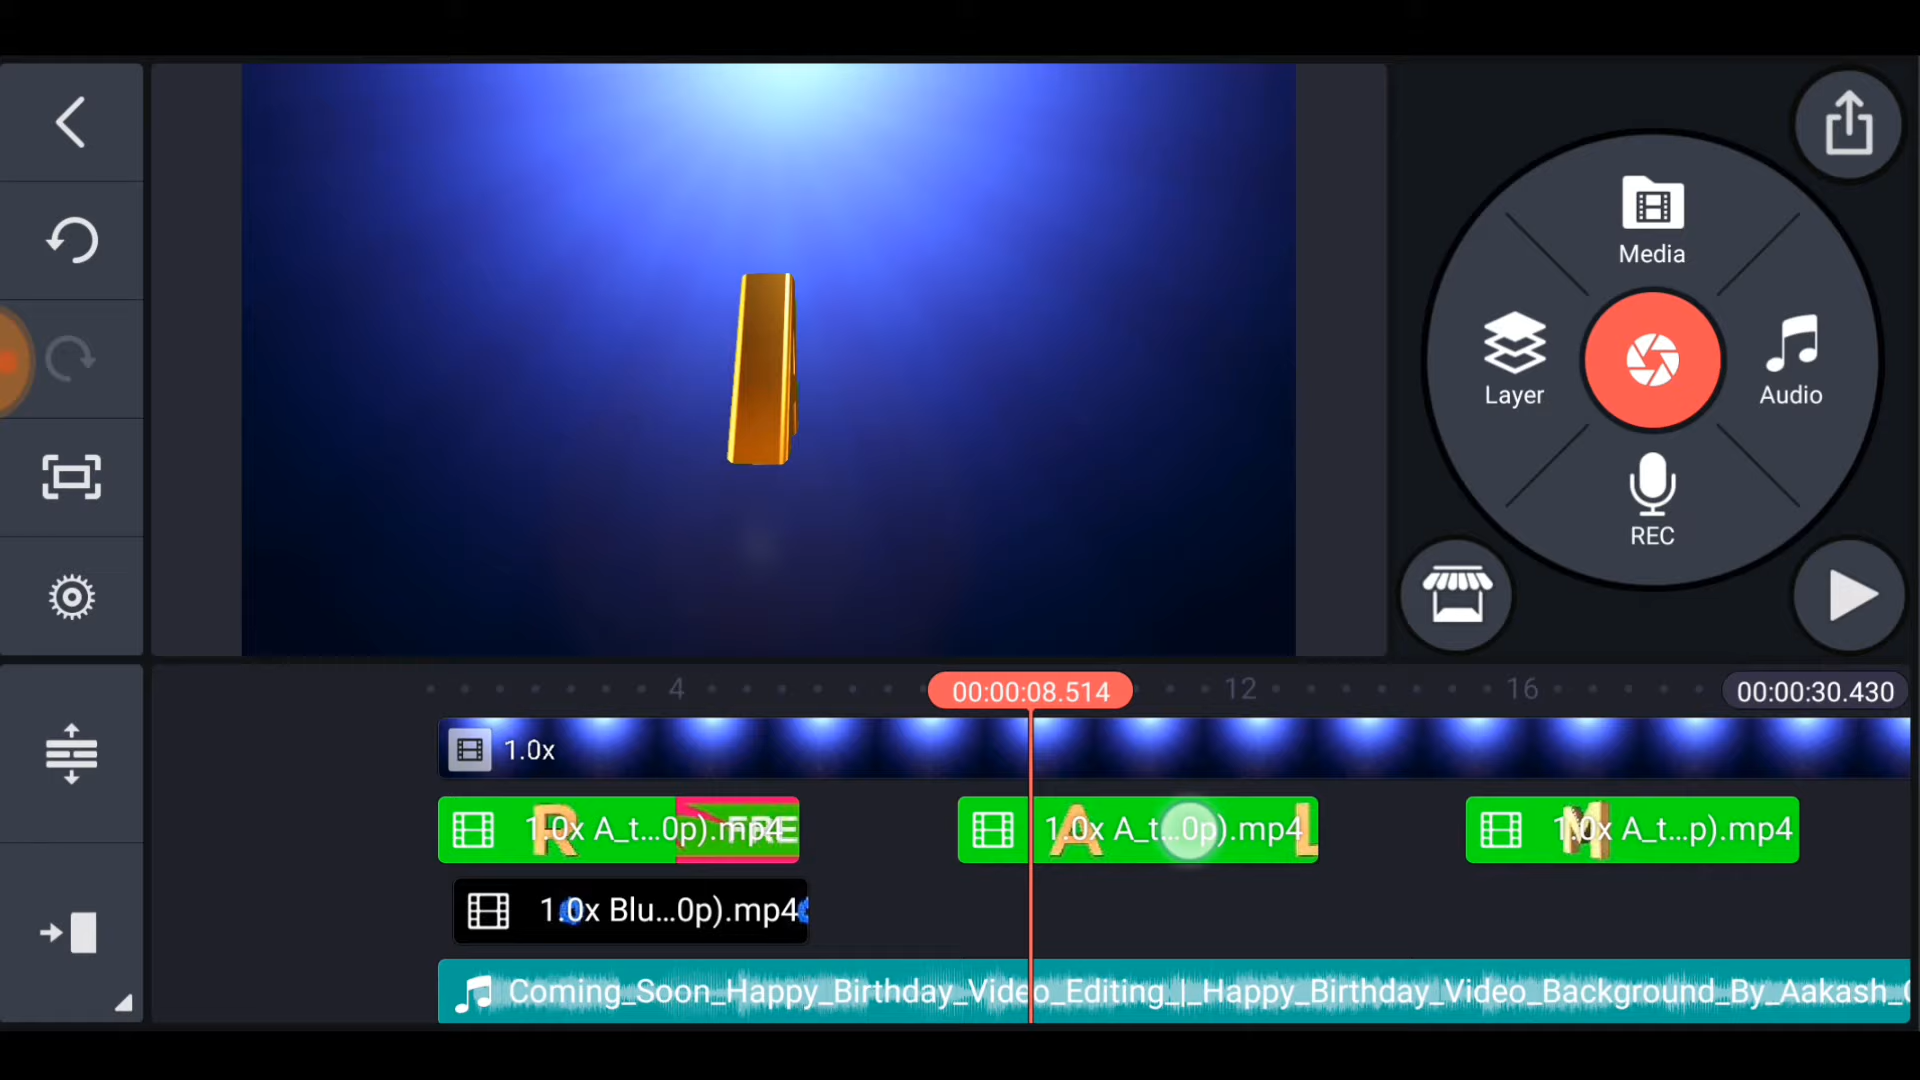 Media
Layer
Audio
REC
4
00:00:08.514
12
16
00:00:30.430
1.0x
R
1.0x A_t...0p).mp4
FRE
A
1.0x A_t...0p).mp4
L
M
1.0x A_t...p).mp4
1.0x Blu...0p).mp4
Coming_Soon_Happy_Birthday_Video_Editing_|_Happy_Birthday_Video_Background_By_Aakash_